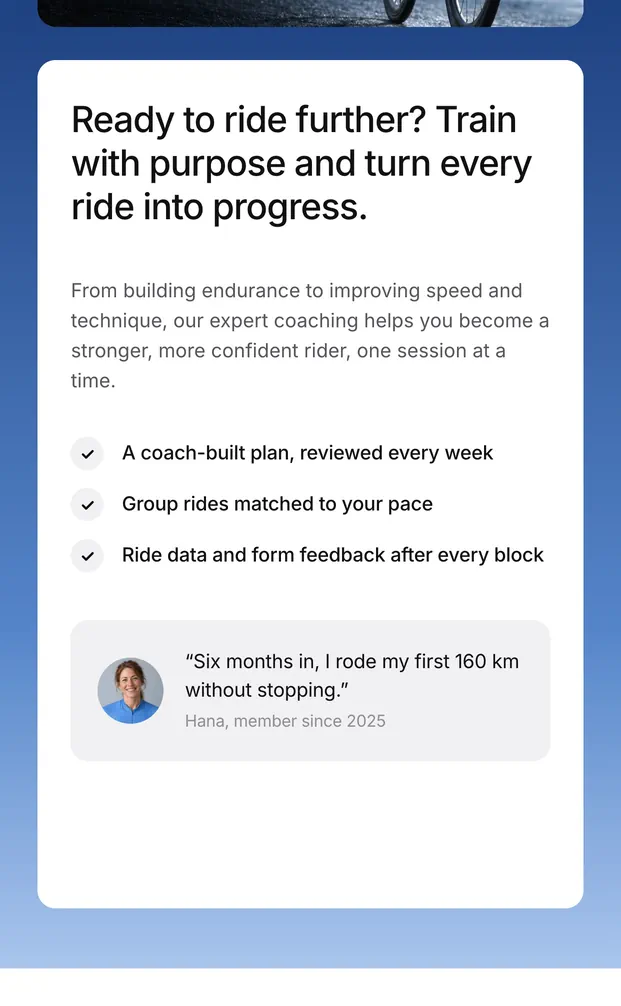 Ready to ride further? Train
with purpose and turn every
ride into progress.
From building endurance to improving speed and
technique, our expert coaching helps you become a
stronger, more confident rider, one session at a
time.
A coach-built plan, reviewed every week
Group rides matched to your pace
Ride data and form feedback after every block
“Six months in, I rode my first 160 km
without stopping.”
Hana, member since 2025